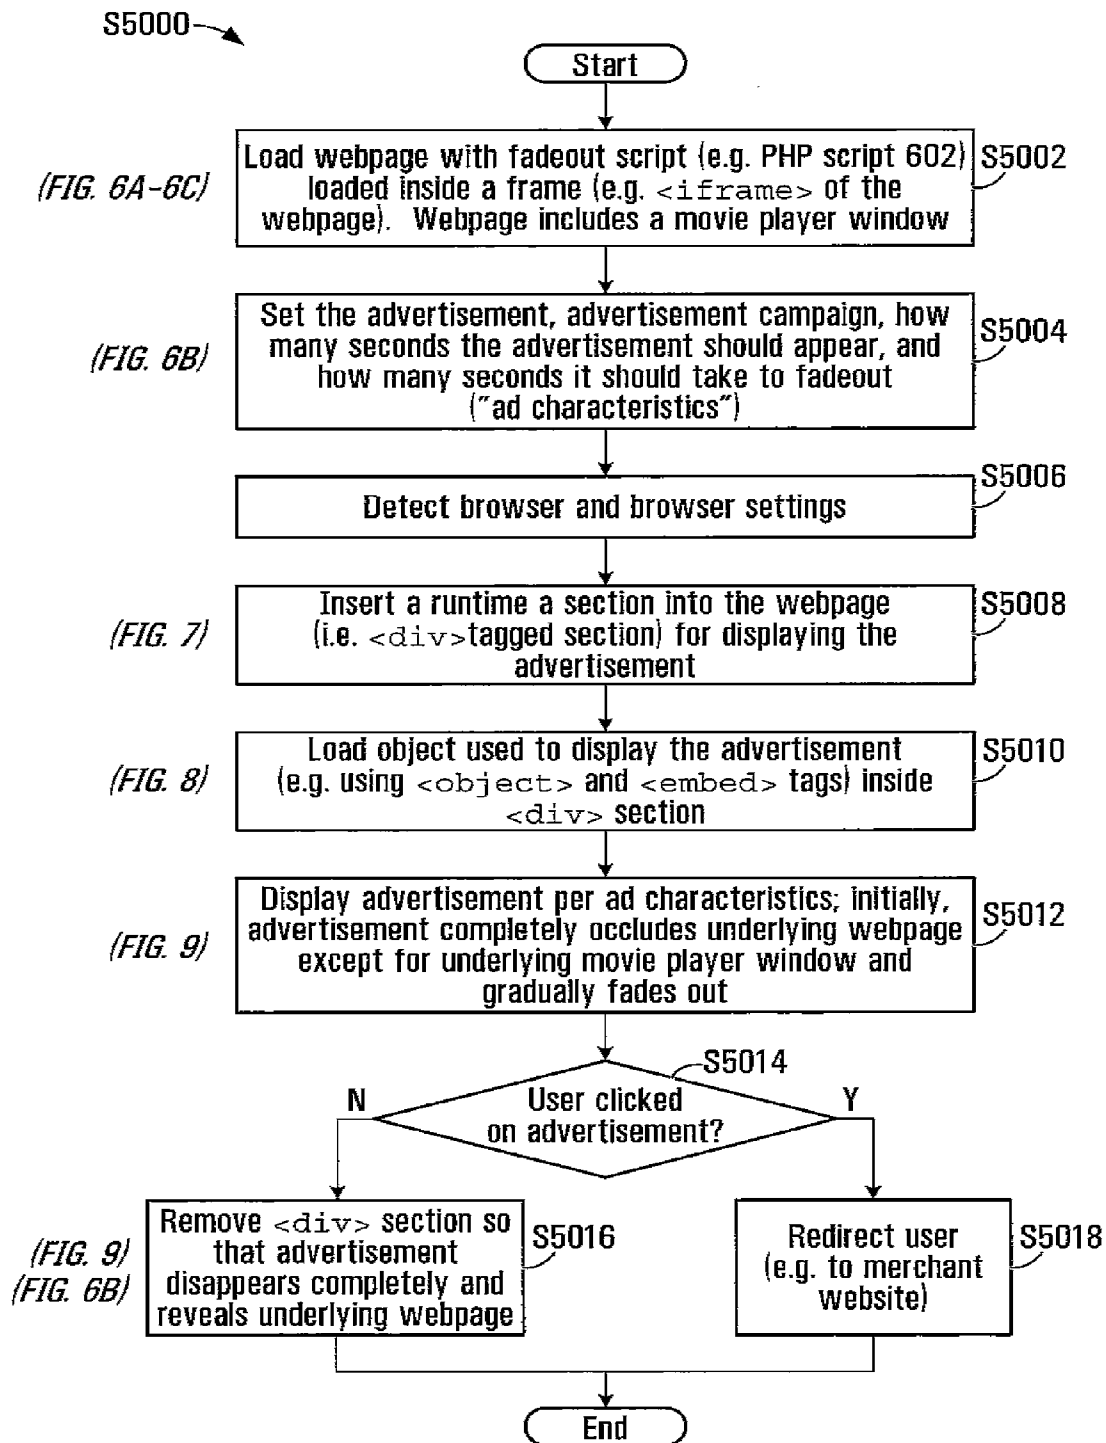 S5000
Start
Load webpage with fadeout script (e.g. PHP script 602)
loaded inside a frame (e.g. <iframe> of the
webpage). Webpage includes a movie player window
S5002
(FIG. 6A-6C)
Set the advertisement, advertisement campaign, how
many seconds the advertisement should appear, and
how many seconds it should take to fadeout
("ad characteristics")
S5004
(FIG. 6B)
Detect browser and browser settings
S5006
Insert a runtime a section into the webpage
(i.e. <div>tagged section) for displaying the
advertisement
S5008
(FIG. 7)
Load object used to display the advertisement
(e.g. using <object> and <embed> tags) inside
<div> section
S5010
(FIG. 8)
Display advertisement per ad characteristics; initially,
advertisement completely occludes underlying webpage
except for underlying movie player window and
gradually fades out
S5012
(FIG. 9)
S5014
User clicked
on advertisement?
N
Y
Remove <div> section so
that advertisement
disappears completely and
reveals underlying webpage
S5016
(FIG. 9)
(FIG. 6B)
Redirect user
(e.g. to merchant
website)
S5018
End